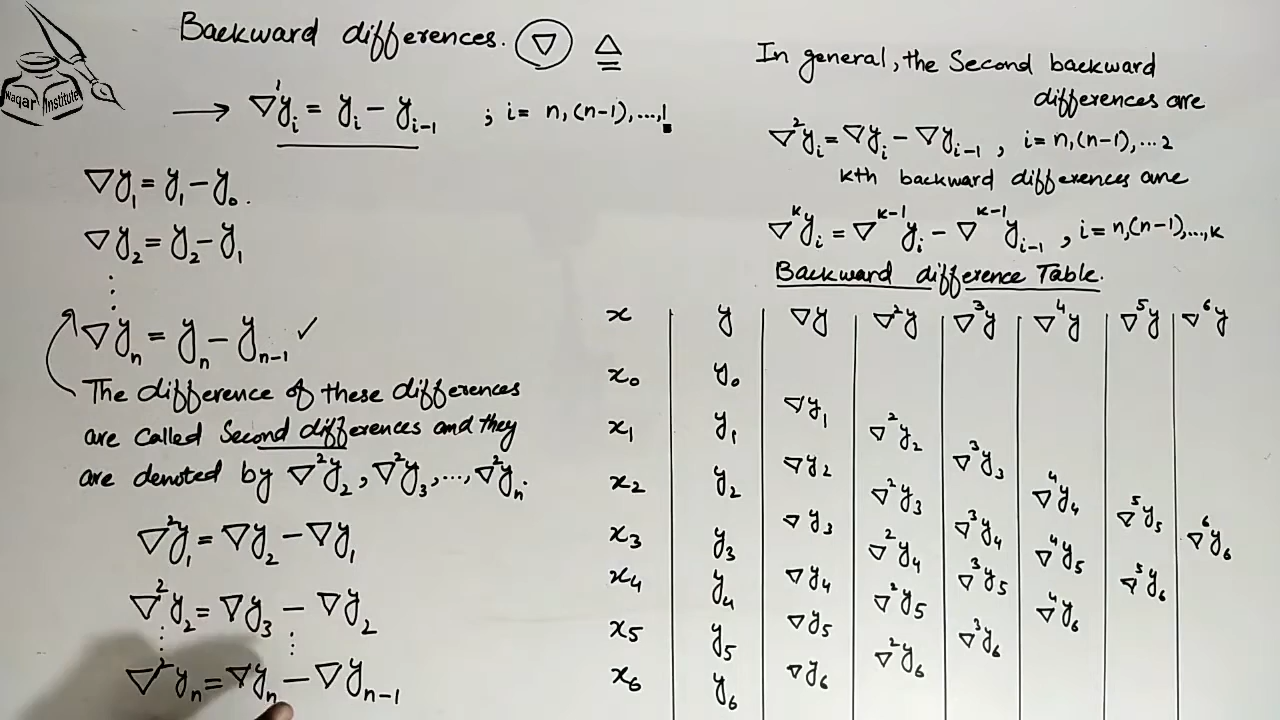 Waqar Institute
Backward differences. ∇ △
→ ∇¹yᵢ = yᵢ − yᵢ₋₁ ; i = n, (n−1), ..., 1
∇y₁ = y₁ − y₀.
∇y₂ = y₂ − y₁
⋮
∇yₙ = yₙ − yₙ₋₁ ✓
The difference of these differences
are called Second differences and they
are denoted by ∇²y₂, ∇²y₃, ..., ∇²yₙ.
∇²y₁ = ∇y₂ − ∇y₁
∇²y₂ = ∇y₃ − ∇y₂
⋮ ⋮
∇²yₙ = ∇yₙ − ∇yₙ₋₁
In general, the Second backward
differences are
∇²yᵢ = ∇yᵢ − ∇yᵢ₋₁ , i = n, (n−1), ... 2
kth backward differences are
∇ᵏyᵢ = ∇ᵏ⁻¹yᵢ − ∇ᵏ⁻¹yᵢ₋₁ , i = n, (n−1), ..., k
Backward difference Table.
x y ∇y ∇²y ∇³y ∇⁴y ∇⁵y ∇⁶y
x₀ y₀
∇y₁
x₁ y₁ ∇²y₂
∇y₂ ∇³y₃
x₂ y₂ ∇²y₃ ∇⁴y₄
∇y₃ ∇³y₄ ∇⁵y₅
x₃ y₃ ∇²y₄ ∇⁴y₅ ∇⁶y₆
∇y₄ ∇³y₅ ∇⁵y₆
x₄ y₄ ∇²y₅ ∇⁴y₆
∇y₅ ∇³y₆
x₅ y₅ ∇²y₆
∇y₆
x₆ y₆